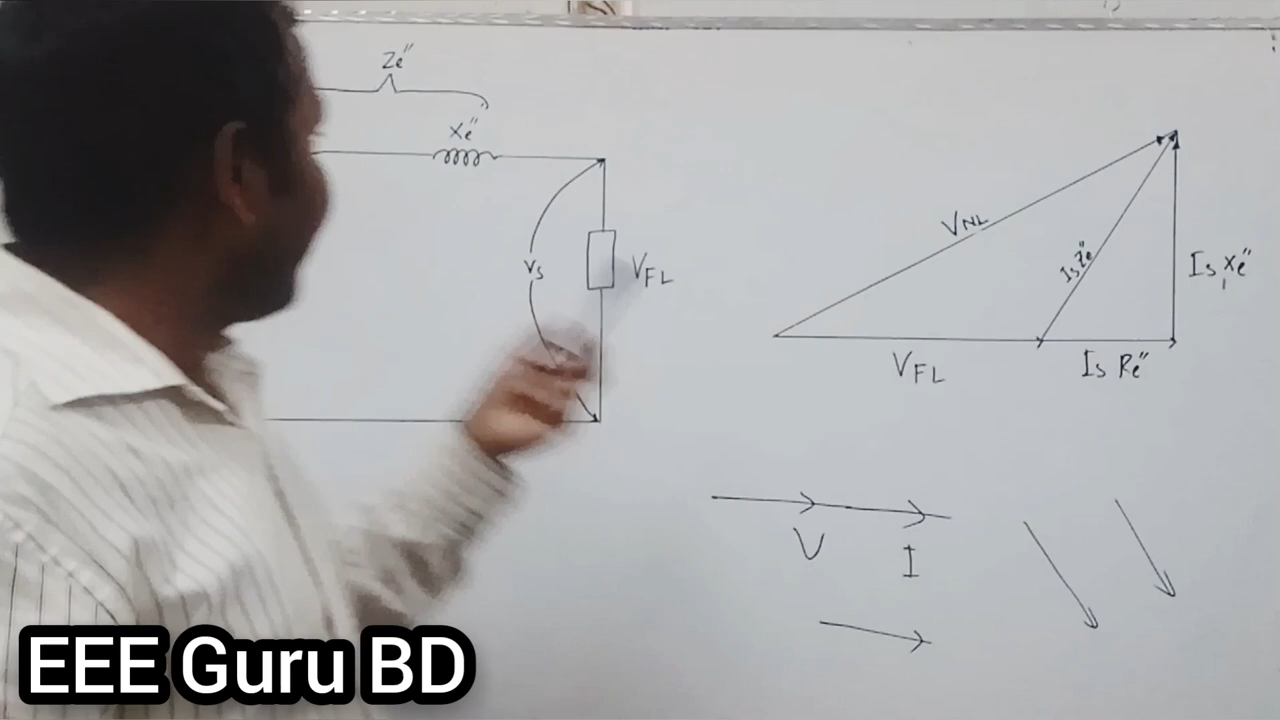 Ze"
Xe"
Vs
VFL
VNL
IsZe"
Is Xe"
VFL
Is Re"
V
I
EEE Guru BD